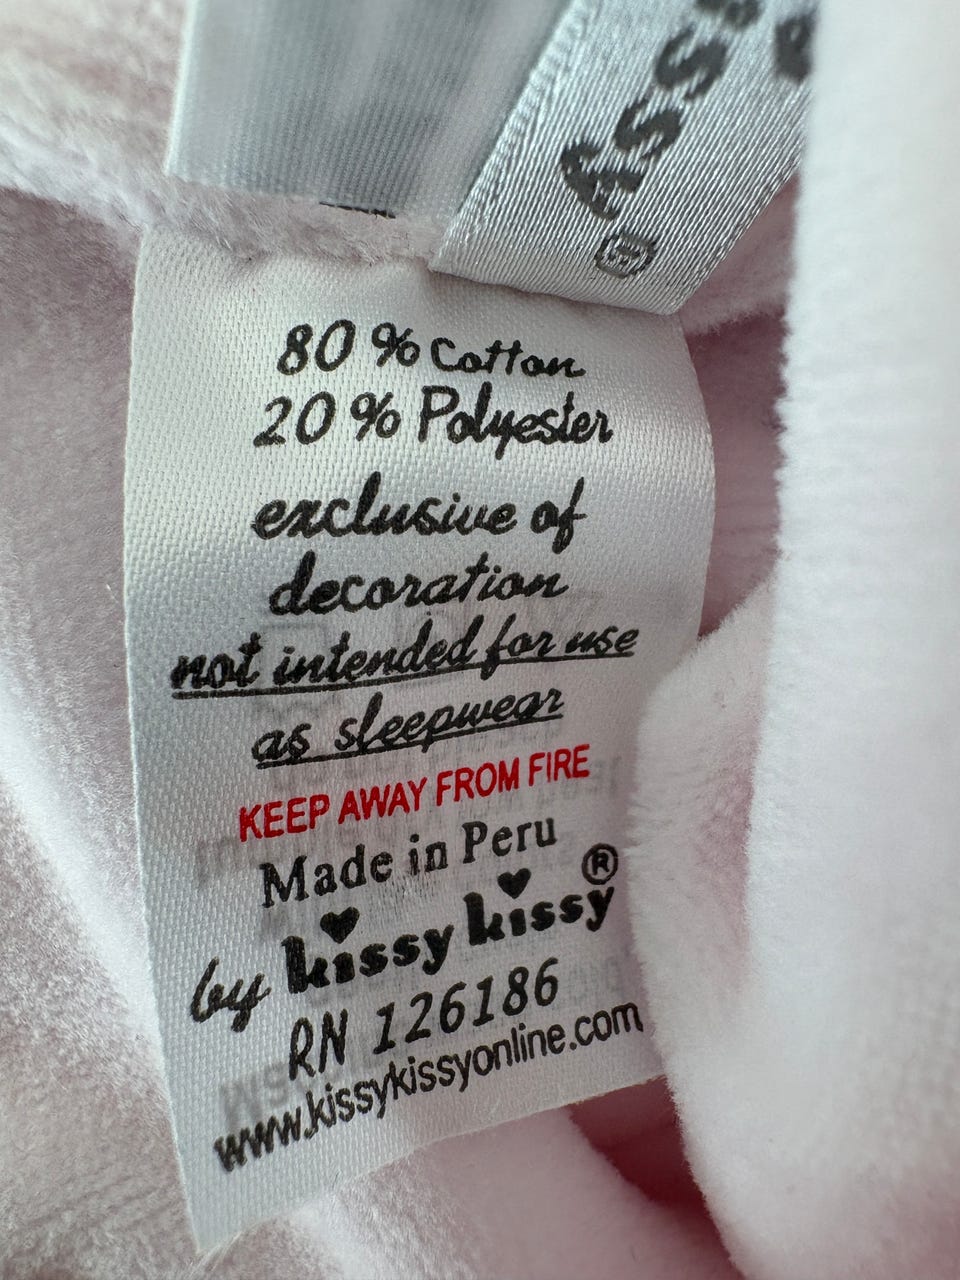 80% Cotton
20% Polyester
exclusive of
decoration
not intended for use
as sleepwear
KEEP AWAY FROM FIRE
Made in Peru
by kissy kissy®
RN 126186
www.kissykissyonline.com